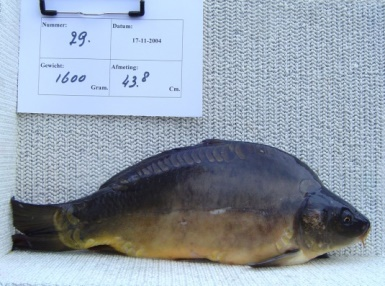 Nummer: Datum:
29. 17-11-2004
Gewicht: Afmeting:
1600 Gram. 43.8 Cm.